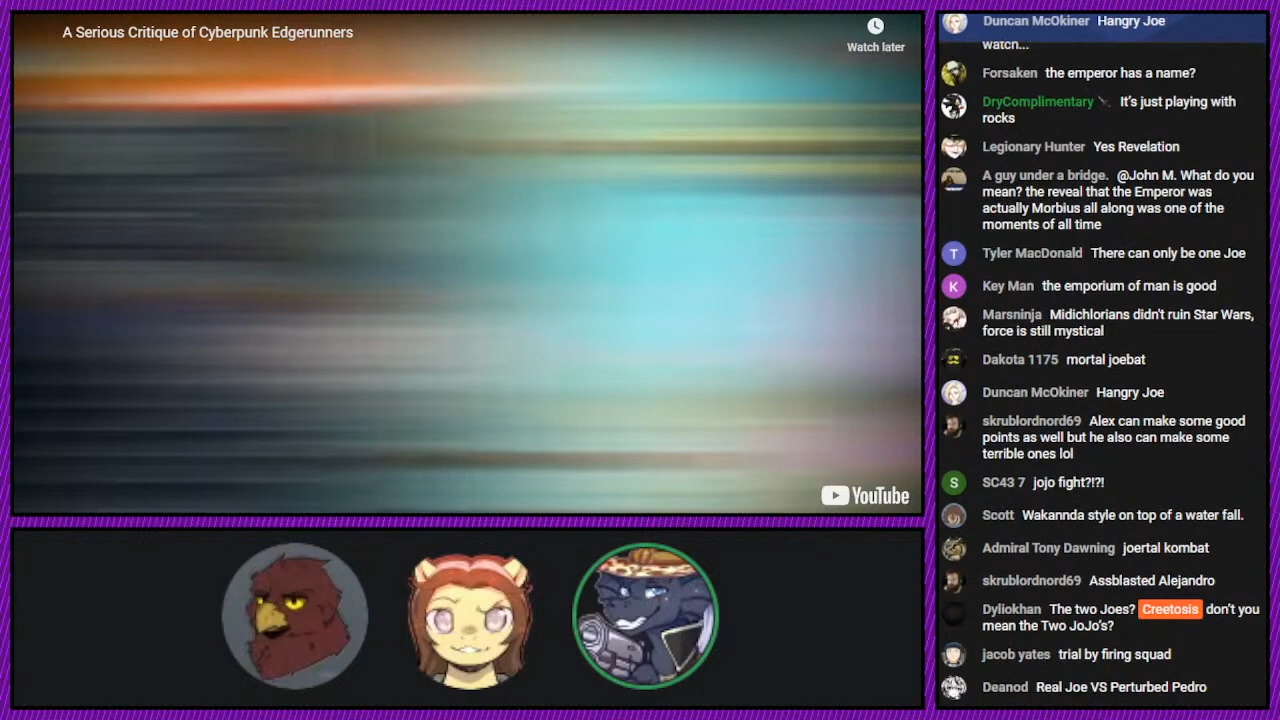 A Serious Critique of Cyberpunk Edgerunners
Watch later
YouTube
Duncan McOkiner Hangry Joe
watch...
Forsaken the emperor has a name?
DryComplimentary It's just playing with
rocks
Legionary Hunter Yes Revelation
A guy under a bridge. @John M. What do you
mean? the reveal that the Emperor was
actually Morbius all along was one of the
moments of all time
T
Tyler MacDonald There can only be one Joe
K
Key Man the emporium of man is good
Marsninja Midichlorians didn't ruin Star Wars,
force is still mystical
Dakota 1175 mortal joebat
Duncan McOkiner Hangry Joe
skrublordnord69 Alex can make some good
points as well but he also can make some
terrible ones lol
S
SC43 7 jojo fight?!?!
Scott Wakannda style on top of a water fall.
Admiral Tony Dawning joertal kombat
skrublordnord69 Assblasted Alejandro
Dyliokhan The two Joes? Creetosis don't you
mean the Two JoJo's?
jacob yates trial by firing squad
Deanod Real Joe VS Perturbed Pedro